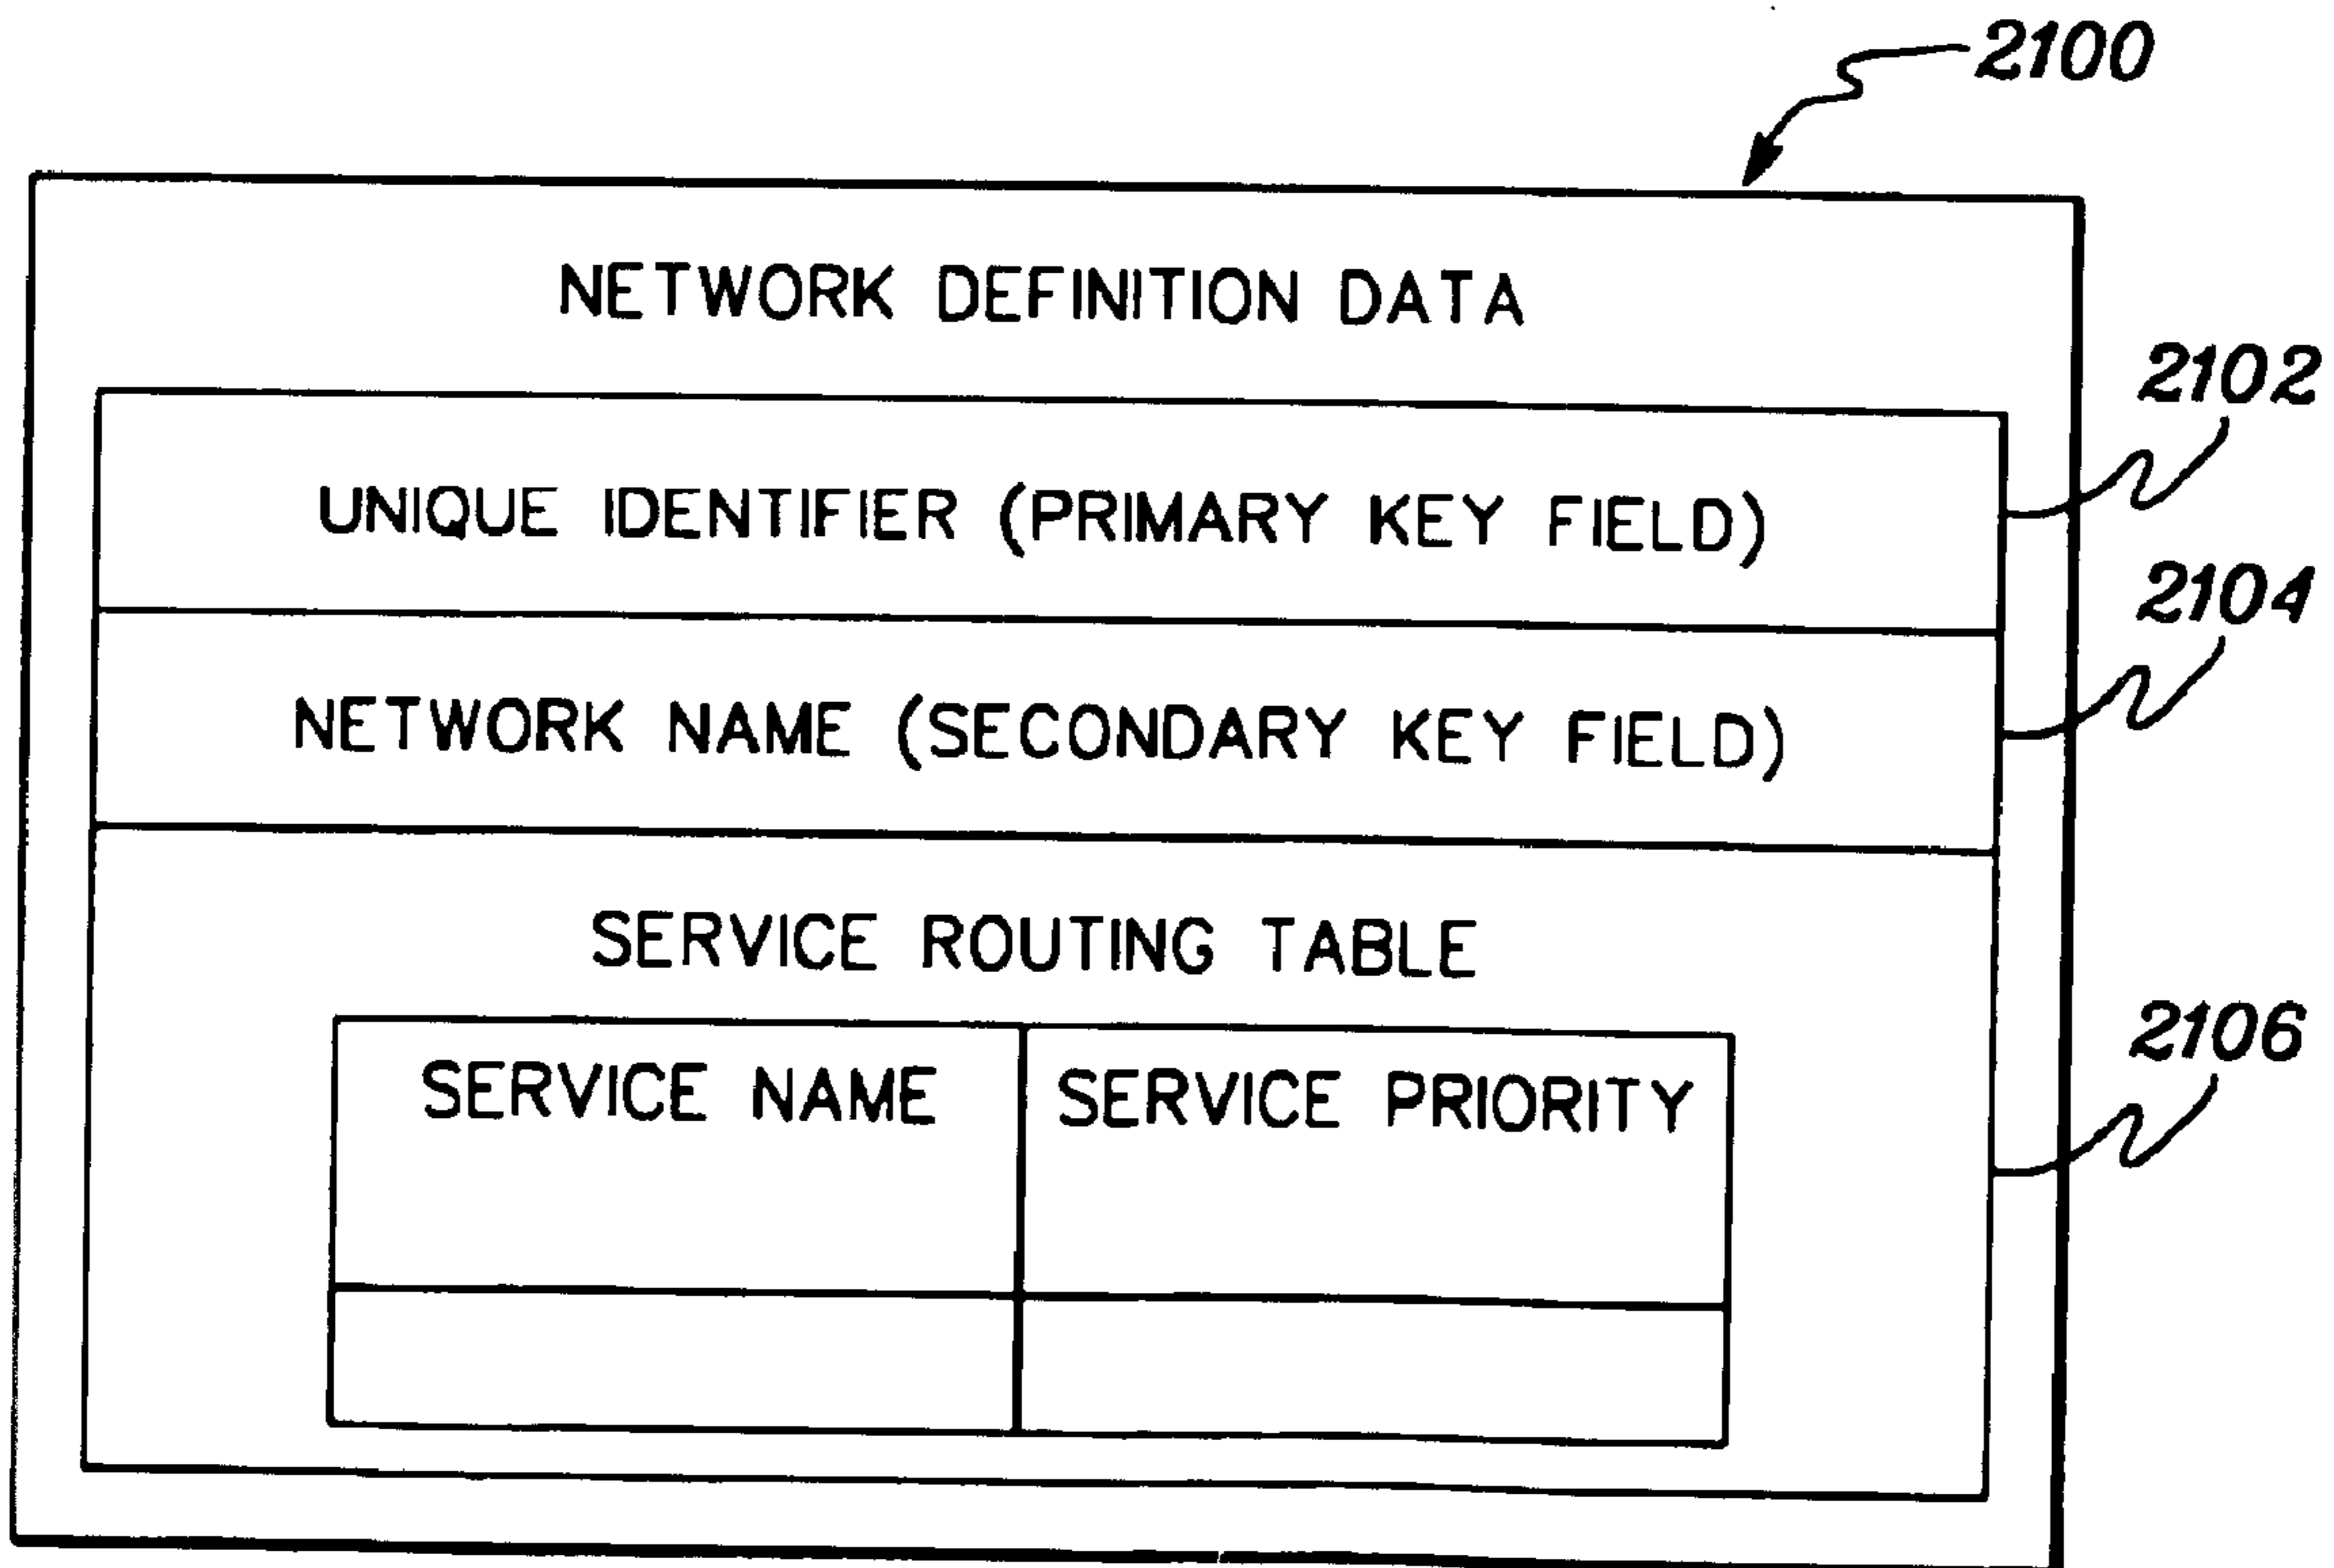 2100
NETWORK DEFINITION DATA
2102
UNIQUE IDENTIFIER (PRIMARY KEY FIELD)
2104
NETWORK NAME (SECONDARY KEY FIELD)
SERVICE ROUTING TABLE
2106
SERVICE NAME
SERVICE PRIORITY